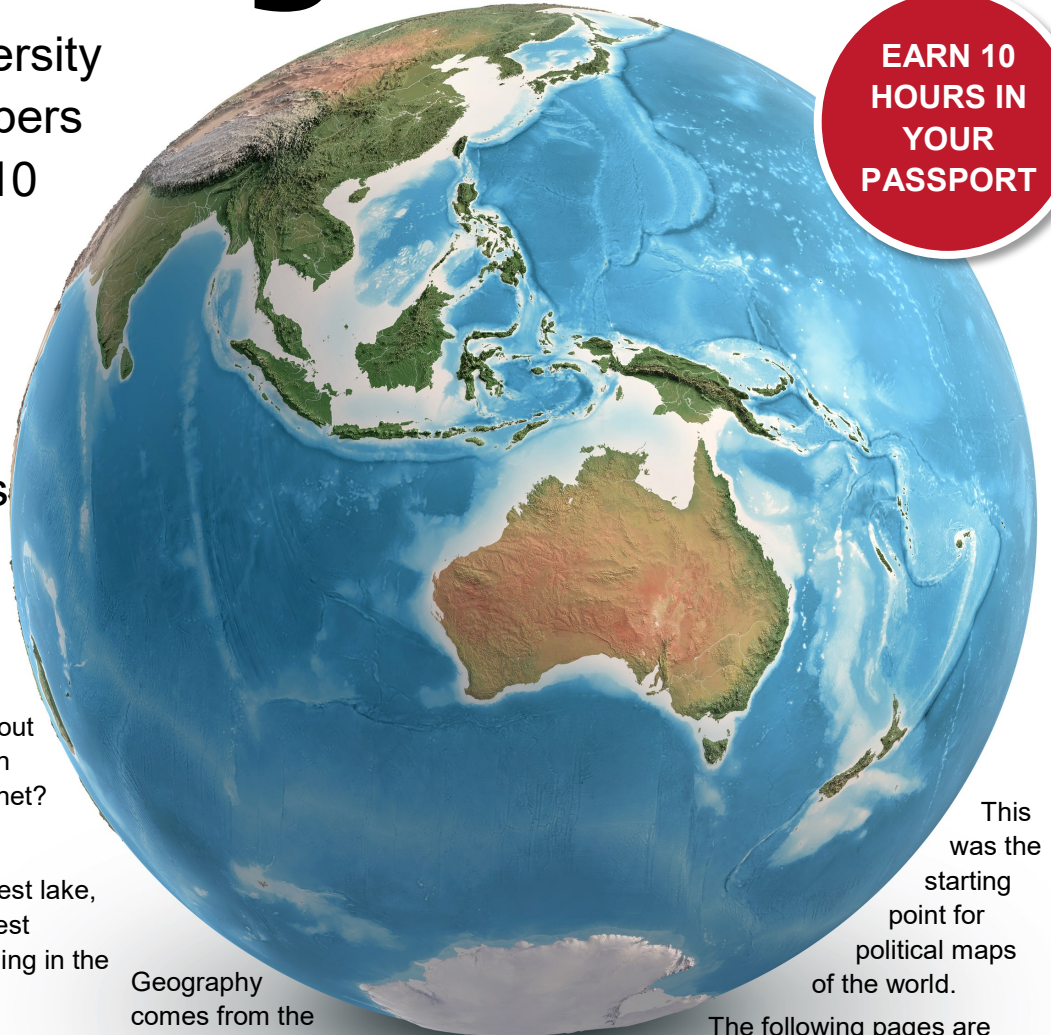 ersity
bers
10
EARN 10
HOURS IN
YOUR
PASSPORT
s
out
n
net?
est lake,
est
ing in the
Geography
comes from the
This
was the
starting
point for
political maps
of the world.
The following pages are